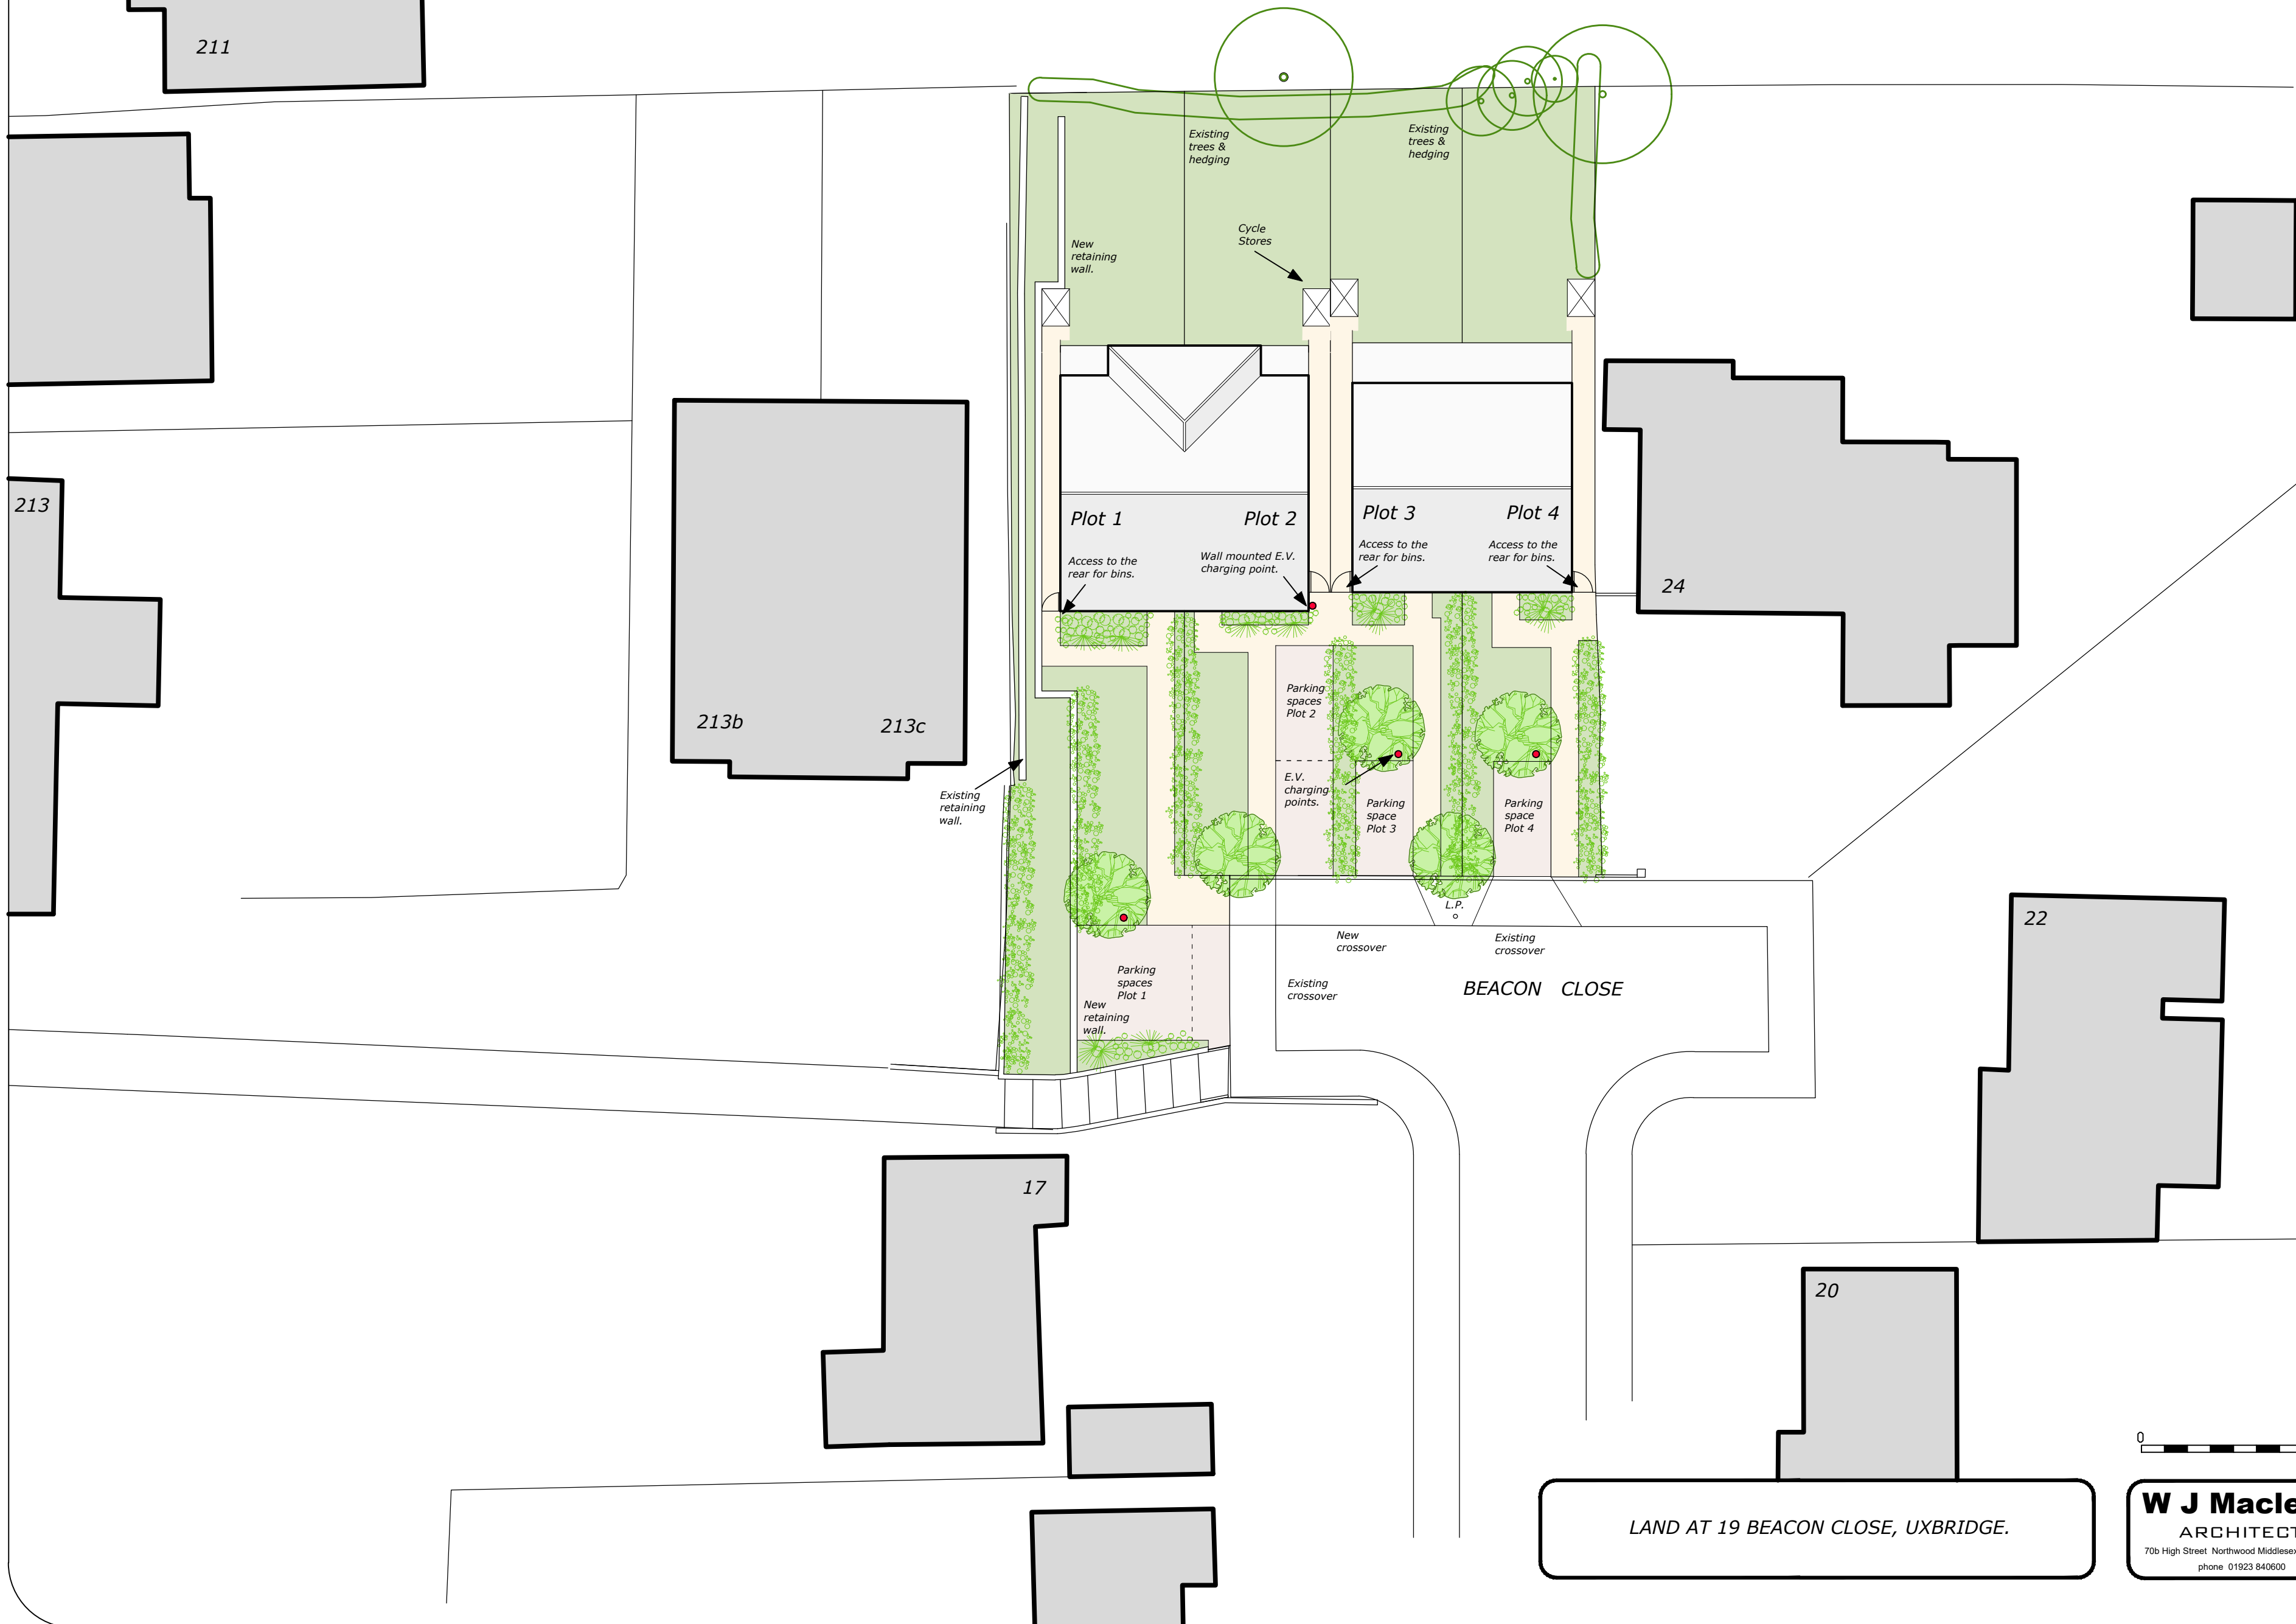 211
Existing
trees &
hedging
Existing
trees &
hedging
Cycle
Stores
New
retaining
wall.
213
Plot 1
Plot 2
Plot 3
Plot 4
Access to the
rear for bins.
Wall mounted E.V.
charging point.
Access to the
rear for bins.
Access to the
rear for bins.
24
213b
213c
Parking
spaces
Plot 2
E.V.
charging
points.
Existing
retaining
wall.
Parking
space
Plot 3
Parking
space
Plot 4
L.P.
22
New
crossover
Existing
crossover
Parking
spaces
Plot 1
Existing
crossover
BEACON CLOSE
New
retaining
wall.
17
20
0
LAND AT 19 BEACON CLOSE, UXBRIDGE.
W J Macle
ARCHITECT
70b High Street Northwood Middlesex
phone 01923 840600